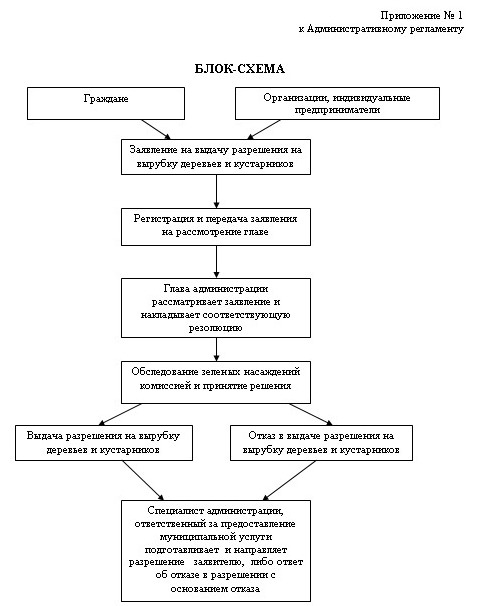 Приложение № 1
к Административному регламенту
БЛОК-СХЕМА
Граждане
Организации, индивидуальные
предприниматели
Заявление на выдачу разрешения на
вырубку деревьев и кустарников
Регистрация и передача заявления
на рассмотрение главе
Глава администрации
рассматривает заявление и
накладывает соответствующую
резолюцию
Обследование зеленых насаждений
комиссией и принятие решения
Выдача разрешения на вырубку
деревьев и кустарников
Отказ в выдаче разрешения на
вырубку деревьев и кустарников
Специалист администрации,
ответственный за предоставление
муниципальной услуги
подготавливает и направляет
разрешение заявителю, либо ответ
об отказе в разрешении с
основанием отказа